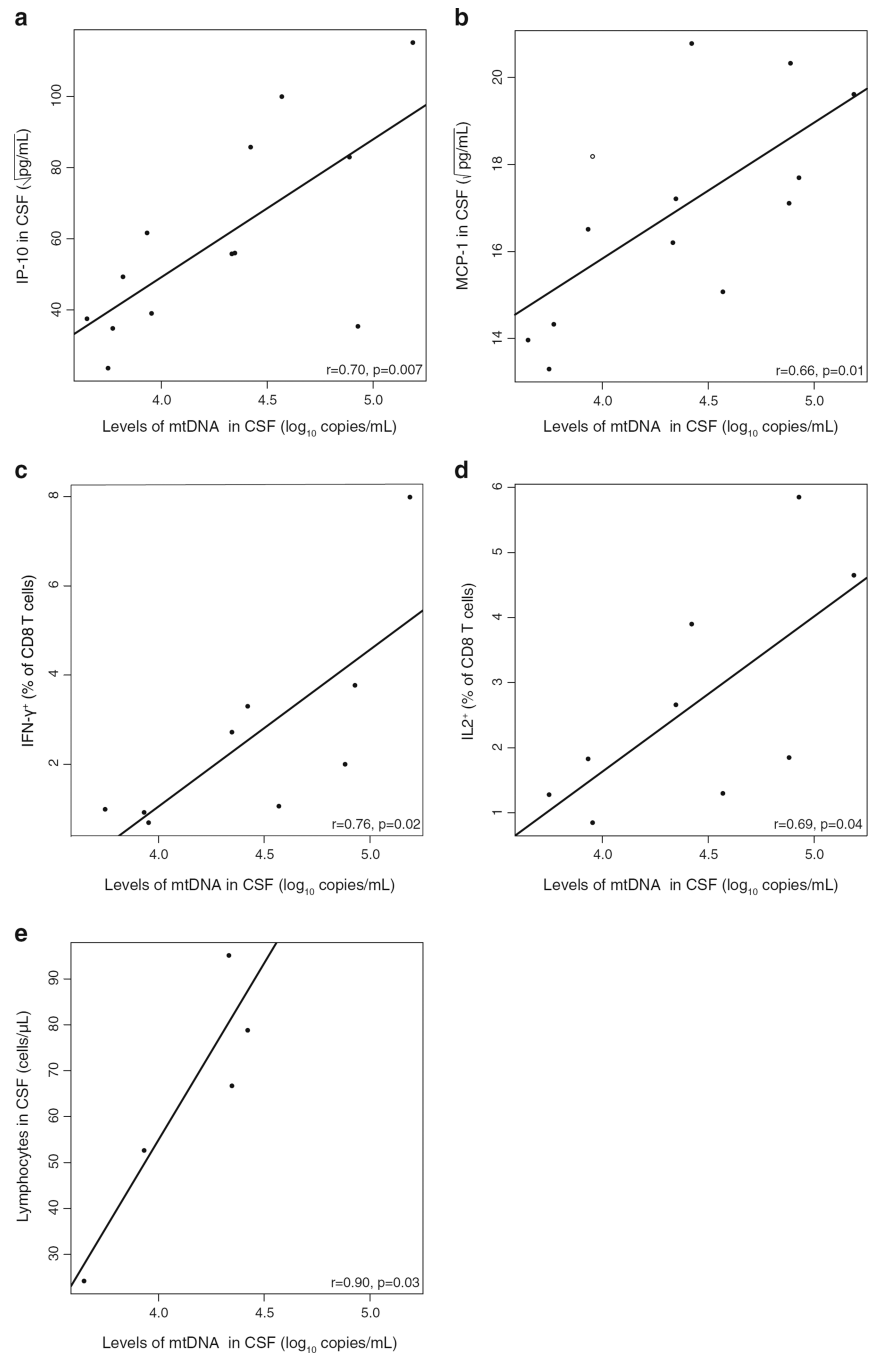 a
IP-10 in CSF (√pg/mL)
100
80
60
40
r=0.70, p=0.007
4.0 4.5 5.0
Levels of mtDNA in CSF (log10 copies/mL)
b
MCP-1 in CSF (√pg/mL)
20
18
16
14
r=0.66, p=0.01
4.0 4.5 5.0
Levels of mtDNA in CSF (log10 copies/mL)
c
IFN-γ+ (% of CD8 T cells)
8
6
4
2
r=0.76, p=0.02
4.0 4.5 5.0
Levels of mtDNA in CSF (log10 copies/mL)
d
IL2+ (% of CD8 T cells)
6
5
4
3
2
1
r=0.69, p=0.04
4.0 4.5 5.0
Levels of mtDNA in CSF (log10 copies/mL)
e
Lymphocytes in CSF (cells/μL)
90
80
70
60
50
40
30
r=0.90, p=0.03
4.0 4.5 5.0
Levels of mtDNA in CSF (log10 copies/mL)